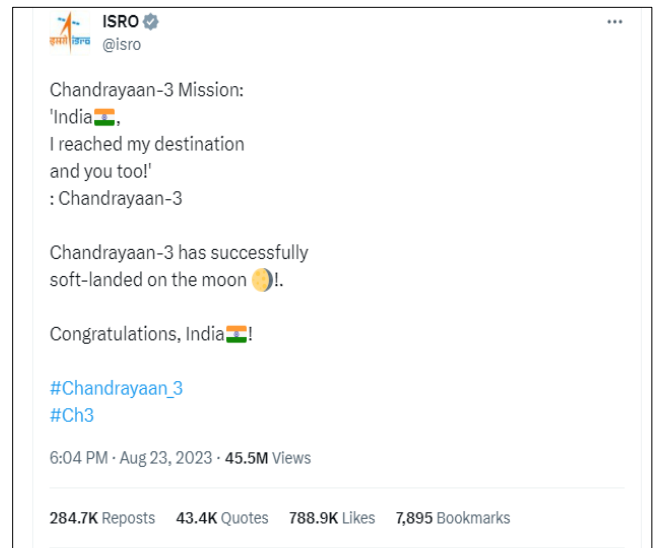 ISRO
इसरो isro
@isro
Chandrayaan-3 Mission:
'India🇮🇳,
I reached my destination
and you too!'
: Chandrayaan-3
Chandrayaan-3 has successfully
soft-landed on the moon 🌖!.
Congratulations, India🇮🇳!
#Chandrayaan_3
#Ch3
6:04 PM · Aug 23, 2023 · 45.5M Views
284.7K Reposts 43.4K Quotes 788.9K Likes 7,895 Bookmarks